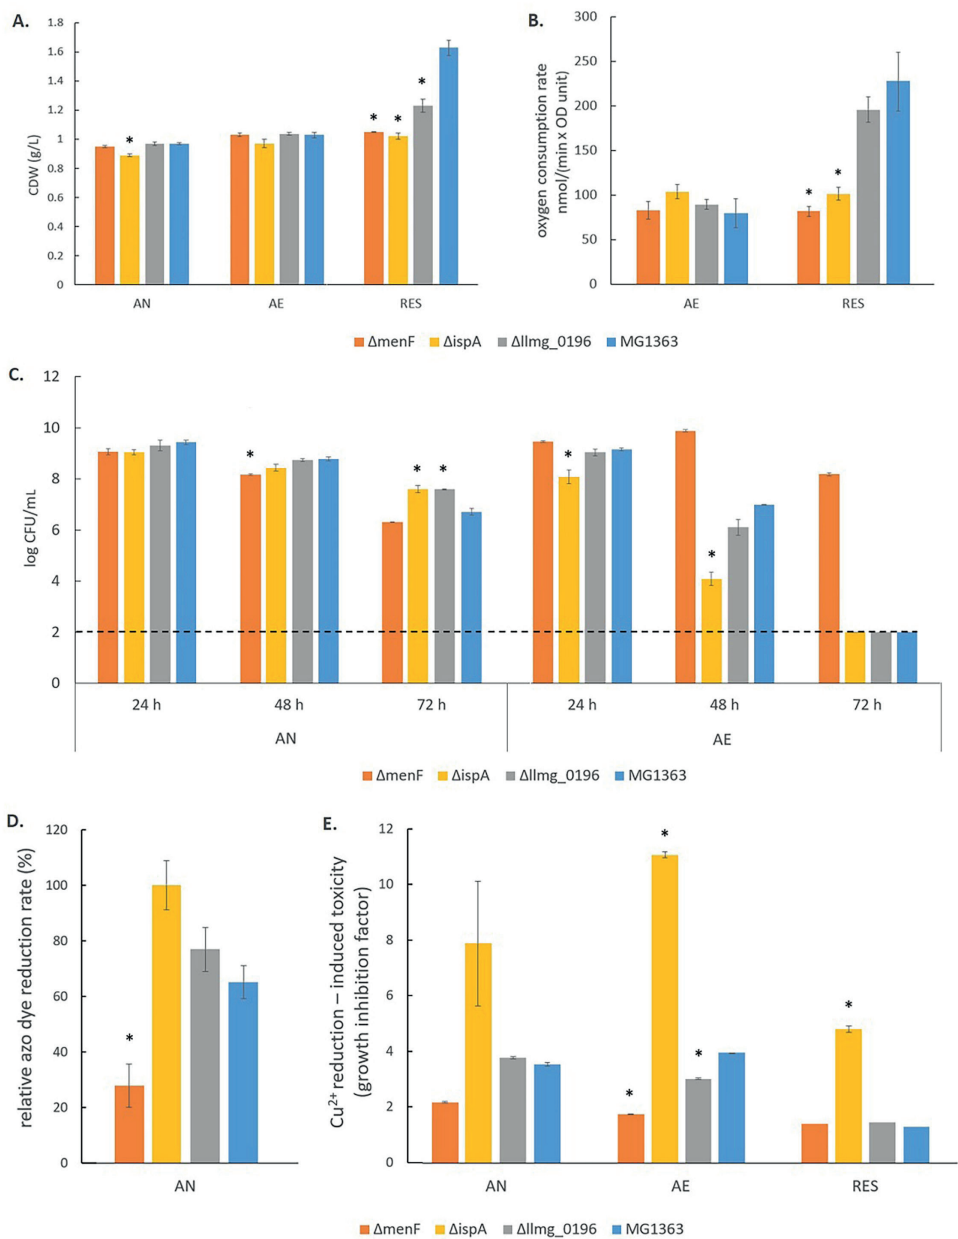 A.
CDW (g/L)
1.8
1.6
1.4
1.2
1
0.8
0.6
0.4
0.2
0
* * * *
AN AE RES
B.
oxygen consumption rate
nmol/(min x OD unit)
300
250
200
150
100
50
0
* *
AE RES
ΔmenF ΔispA Δllmg_0196 MG1363
C.
log CFU/mL
12
10
8
6
4
2
0
* * * * *
24 h 48 h 72 h 24 h 48 h 72 h
AN AE
ΔmenF ΔispA Δllmg_0196 MG1363
D.
relative azo dye reduction rate (%)
120
100
80
60
40
20
0
*
AN
E.
Cu²⁺ reduction – induced toxicity
(growth inhibition factor)
12
10
8
6
4
2
0
* * * *
AN AE RES
ΔmenF ΔispA Δllmg_0196 MG1363